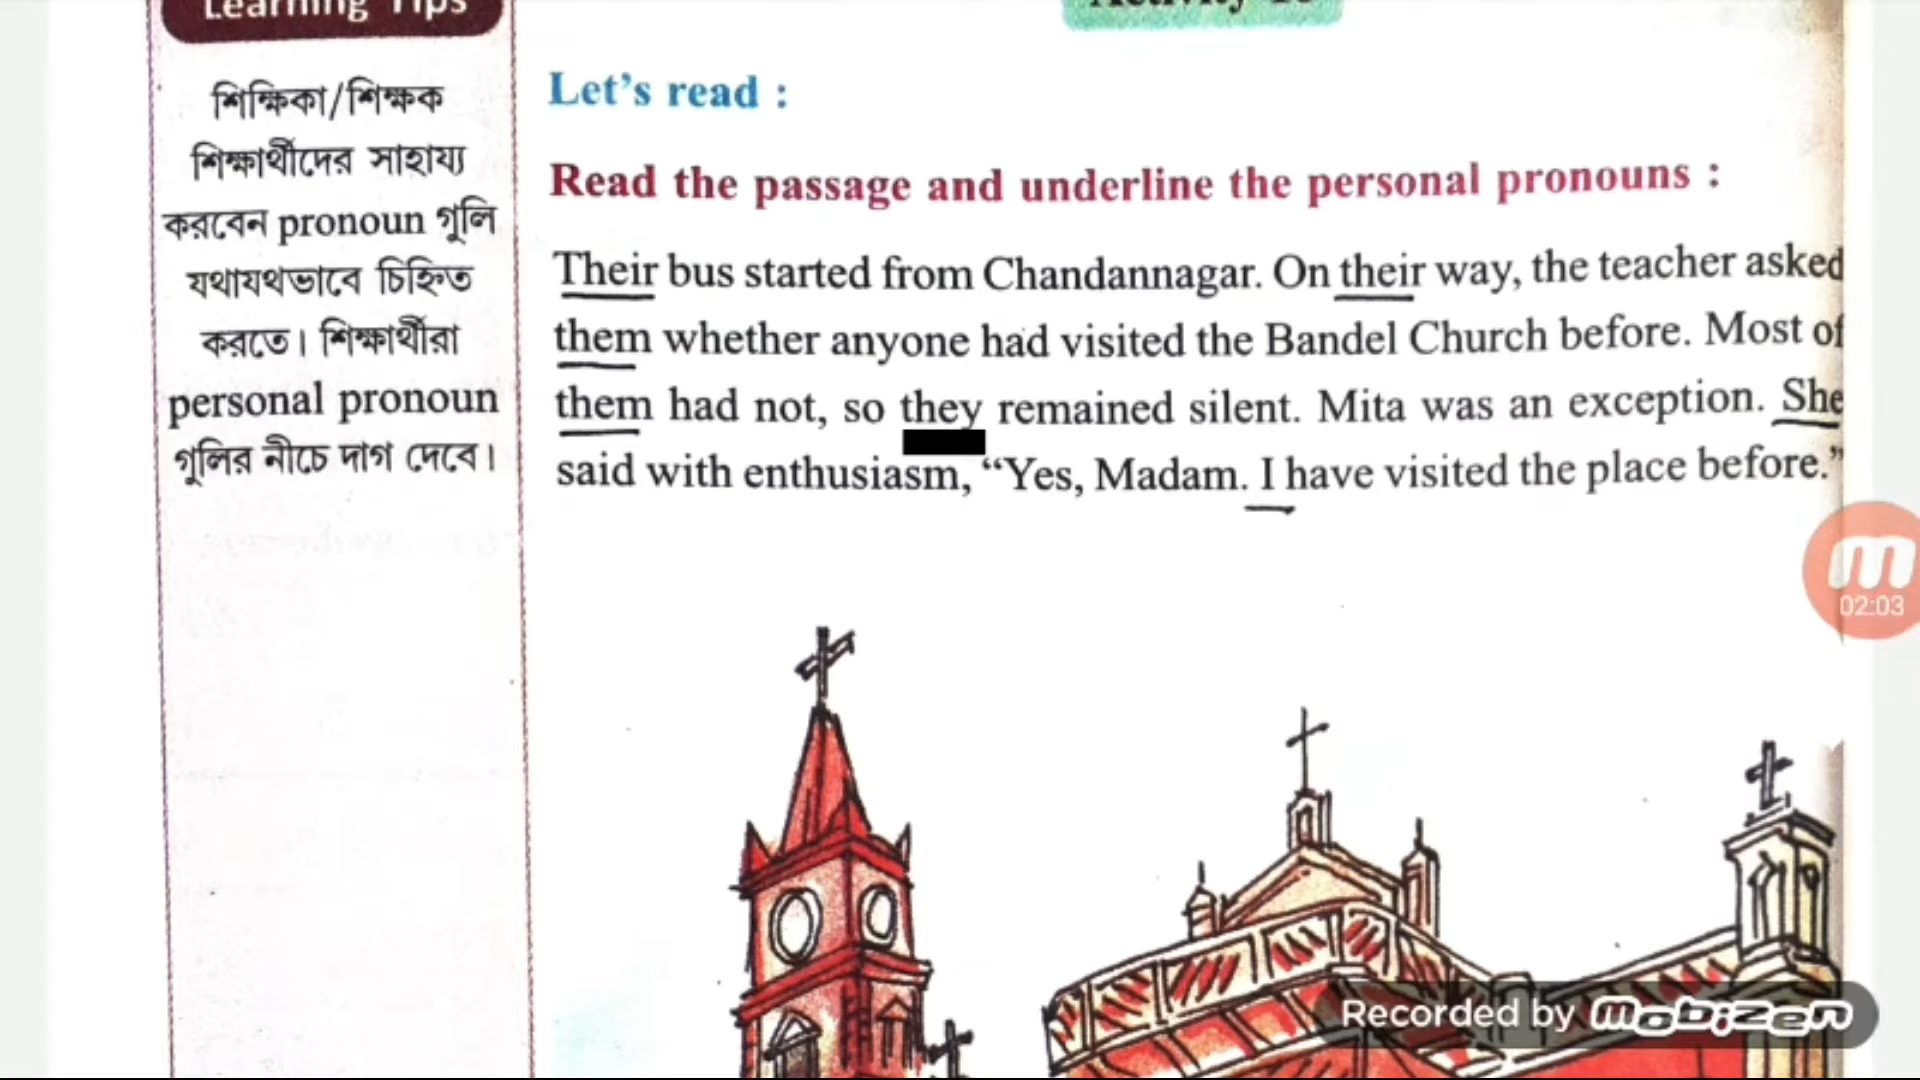 Learning Tips
Activity 10
শিক্ষিকা/শিক্ষক
শিক্ষার্থীদের সাহায্য
করবেন pronoun গুলি
যথাযথভাবে চিহ্নিত
করতে। শিক্ষার্থীরা
personal pronoun
গুলির নীচে দাগ দেবে।
Let's read :
Read the passage and underline the personal pronouns :
Their bus started from Chandannagar. On their way, the teacher asked
them whether anyone had visited the Bandel Church before. Most of
them had not, so they remained silent. Mita was an exception. She
said with enthusiasm, “Yes, Madam. I have visited the place before.”
02:03
Recorded by mobizen